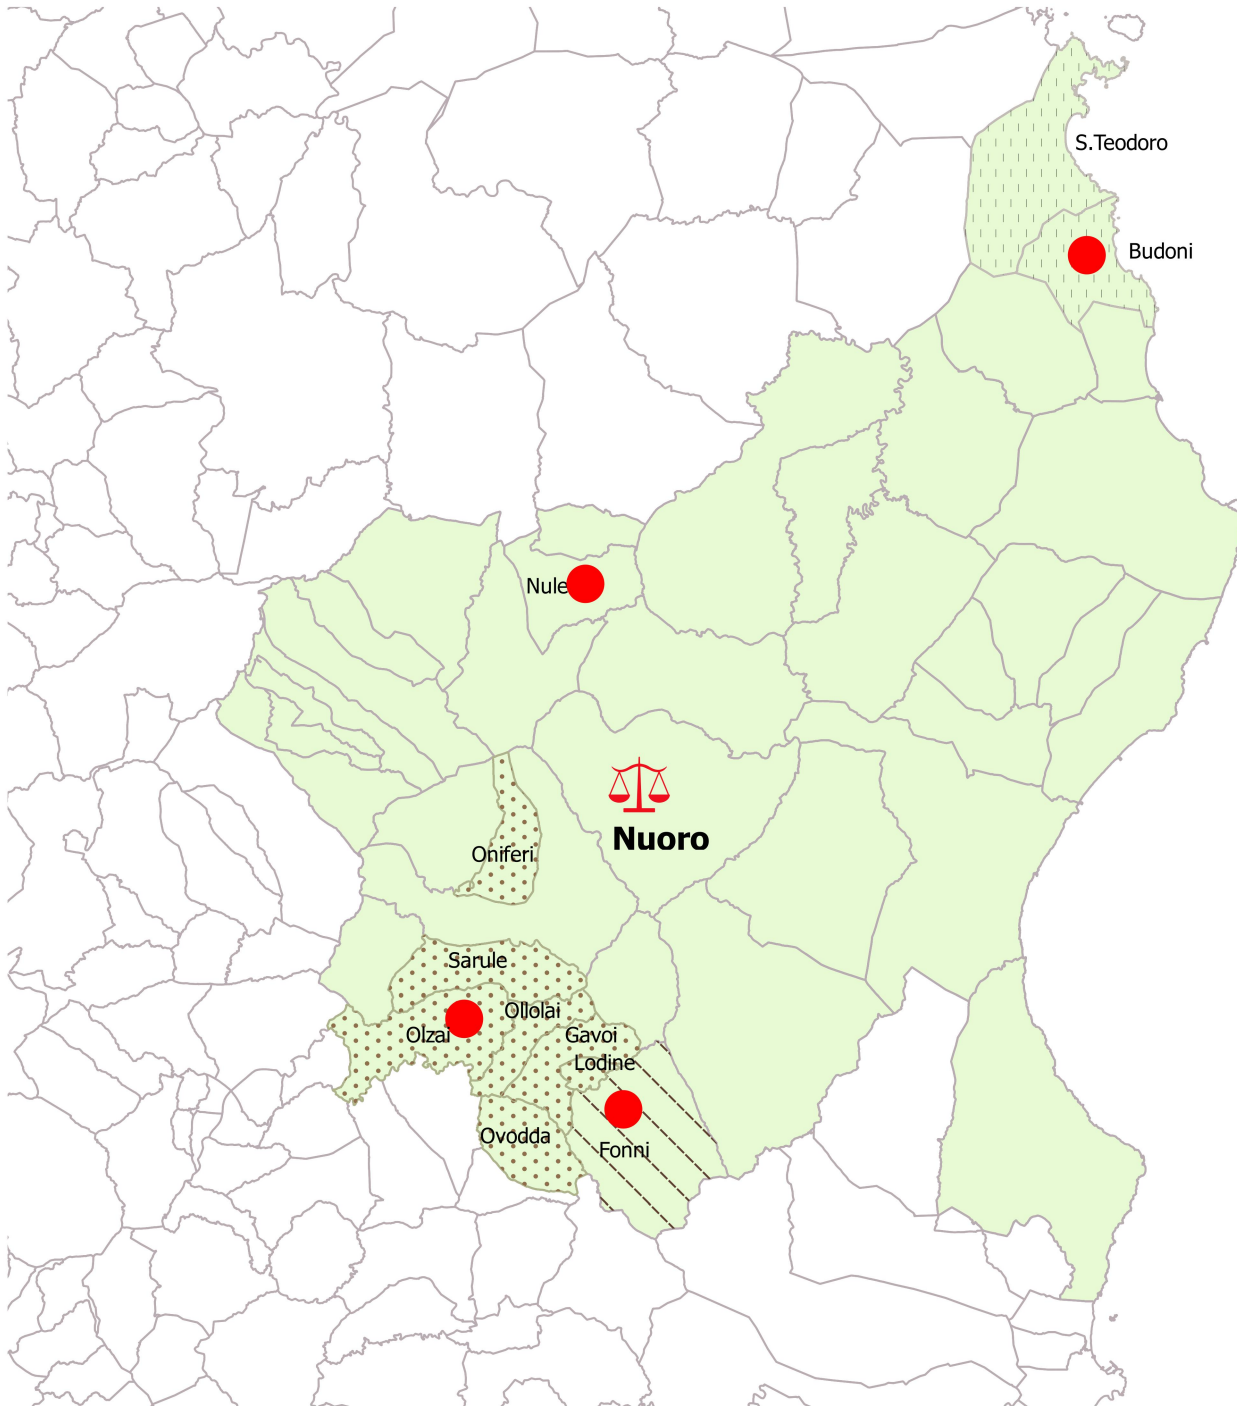 S.Teodoro
Budoni
Nule
Nuoro
Oniferi
Sarule
Ollolai
Olzai
Gavoi
Lodine
Ovodda
Fonni